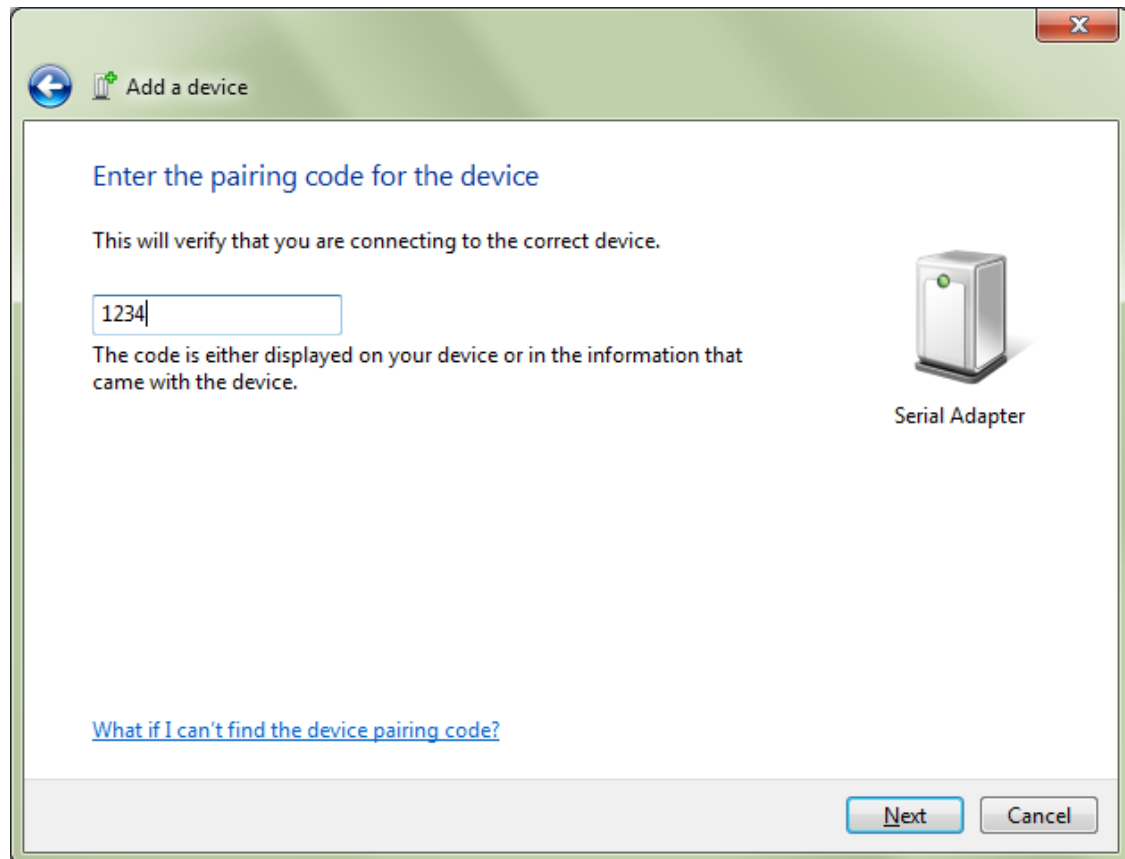 Add a device
Enter the pairing code for the device
This will verify that you are connecting to the correct device.
1234
The code is either displayed on your device or in the information that
came with the device.
Serial Adapter
What if I can't find the device pairing code?
Next
Cancel